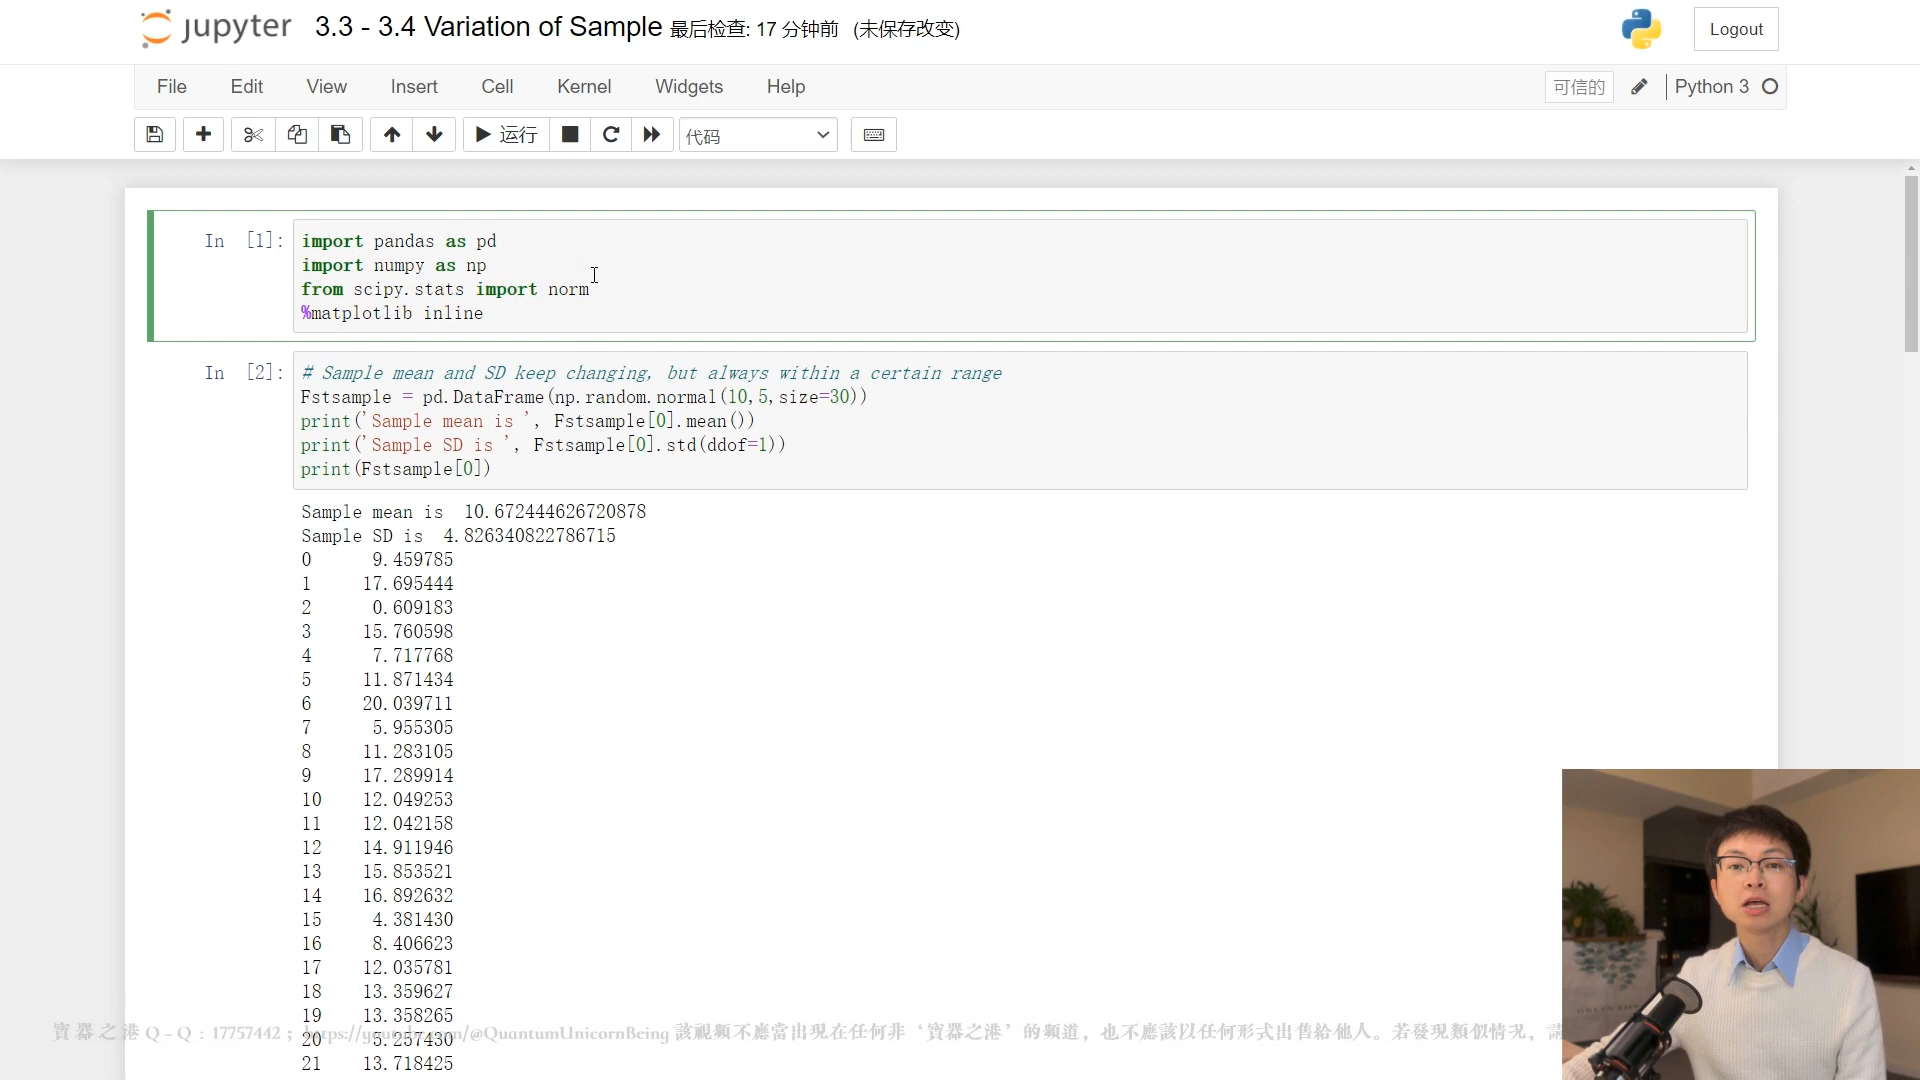 jupyter 3.3 - 3.4 Variation of Sample 最后检查: 17 分钟前 (未保存改变)
Logout
File Edit View Insert Cell Kernel Widgets Help
可信的 Python 3
运行 代码
In [1]: import pandas as pd
import numpy as np
from scipy.stats import norm
%matplotlib inline
In [2]: # Sample mean and SD keep changing, but always within a certain range
Fstsample = pd.DataFrame(np.random.normal(10,5,size=30))
print('Sample mean is ', Fstsample[0].mean())
print('Sample SD is ', Fstsample[0].std(ddof=1))
print(Fstsample[0])
Sample mean is  10.672444626720878
Sample SD is  4.826340822786715
0 9.459785
1 17.695444
2 0.609183
3 15.760598
4 7.717768
5 11.871434
6 20.039711
7 5.955305
8 11.283105
9 17.289914
10 12.049253
11 12.042158
12 14.911946
13 15.853521
14 16.892632
15 4.381430
16 8.406623
17 12.035781
18 13.359627
19 13.358265
20 5.257430
寶器之港 Q - Q : 17757442 ; https://youtube.com/@QuantumUnicornBeing 該視頻不應當出現在任何非‘寶器之港’的頻道，也不應該以任何形式出售給他人。若發現類似情況，請
21 13.718425